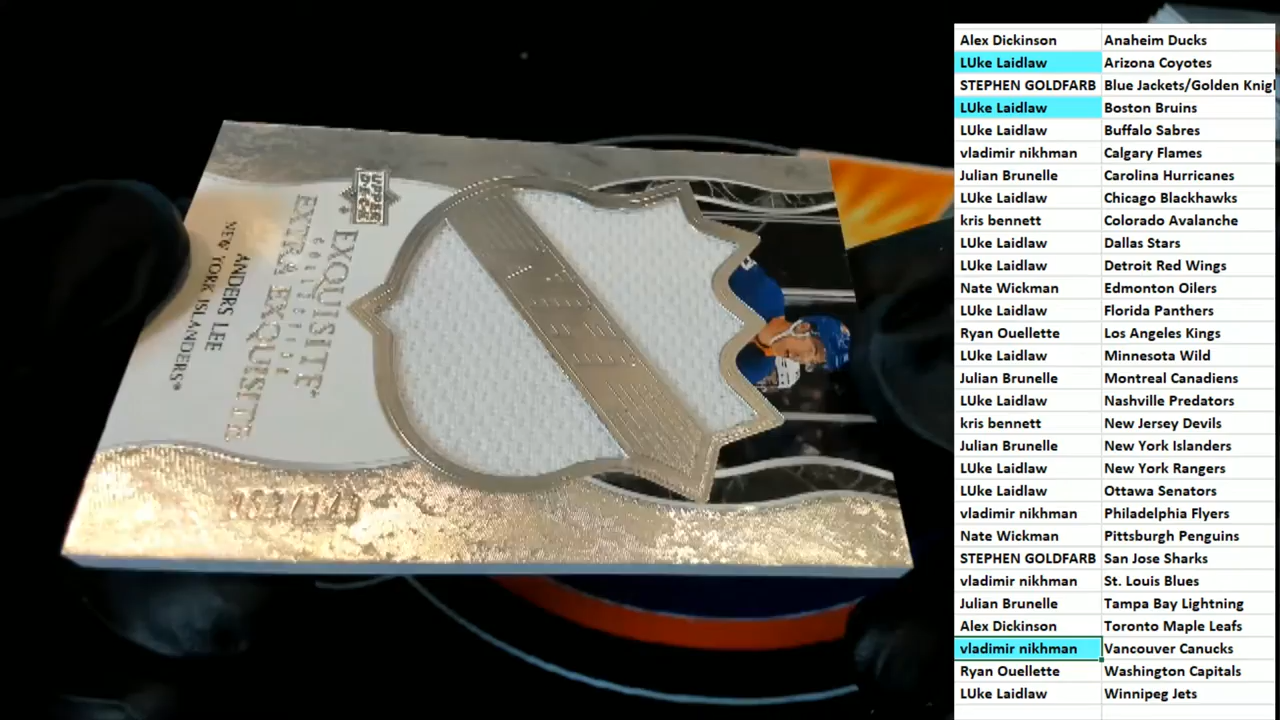 UPPER
DECK
EXQUISITE
COLLECTION
EXTRA EXQUISITE
ANDERS LEE
NEW YORK ISLANDERS
Alex Dickinson Anaheim Ducks
LUke Laidlaw Arizona Coyotes
STEPHEN GOLDFARB Blue Jackets/Golden Knigl
LUke Laidlaw Boston Bruins
LUke Laidlaw Buffalo Sabres
vladimir nikhman Calgary Flames
Julian Brunelle Carolina Hurricanes
LUke Laidlaw Chicago Blackhawks
kris bennett Colorado Avalanche
LUke Laidlaw Dallas Stars
LUke Laidlaw Detroit Red Wings
Nate Wickman Edmonton Oilers
LUke Laidlaw Florida Panthers
Ryan Ouellette Los Angeles Kings
LUke Laidlaw Minnesota Wild
Julian Brunelle Montreal Canadiens
LUke Laidlaw Nashville Predators
kris bennett New Jersey Devils
Julian Brunelle New York Islanders
LUke Laidlaw New York Rangers
LUke Laidlaw Ottawa Senators
vladimir nikhman Philadelphia Flyers
Nate Wickman Pittsburgh Penguins
STEPHEN GOLDFARB San Jose Sharks
vladimir nikhman St. Louis Blues
Julian Brunelle Tampa Bay Lightning
Alex Dickinson Toronto Maple Leafs
vladimir nikhman Vancouver Canucks
Ryan Ouellette Washington Capitals
LUke Laidlaw Winnipeg Jets